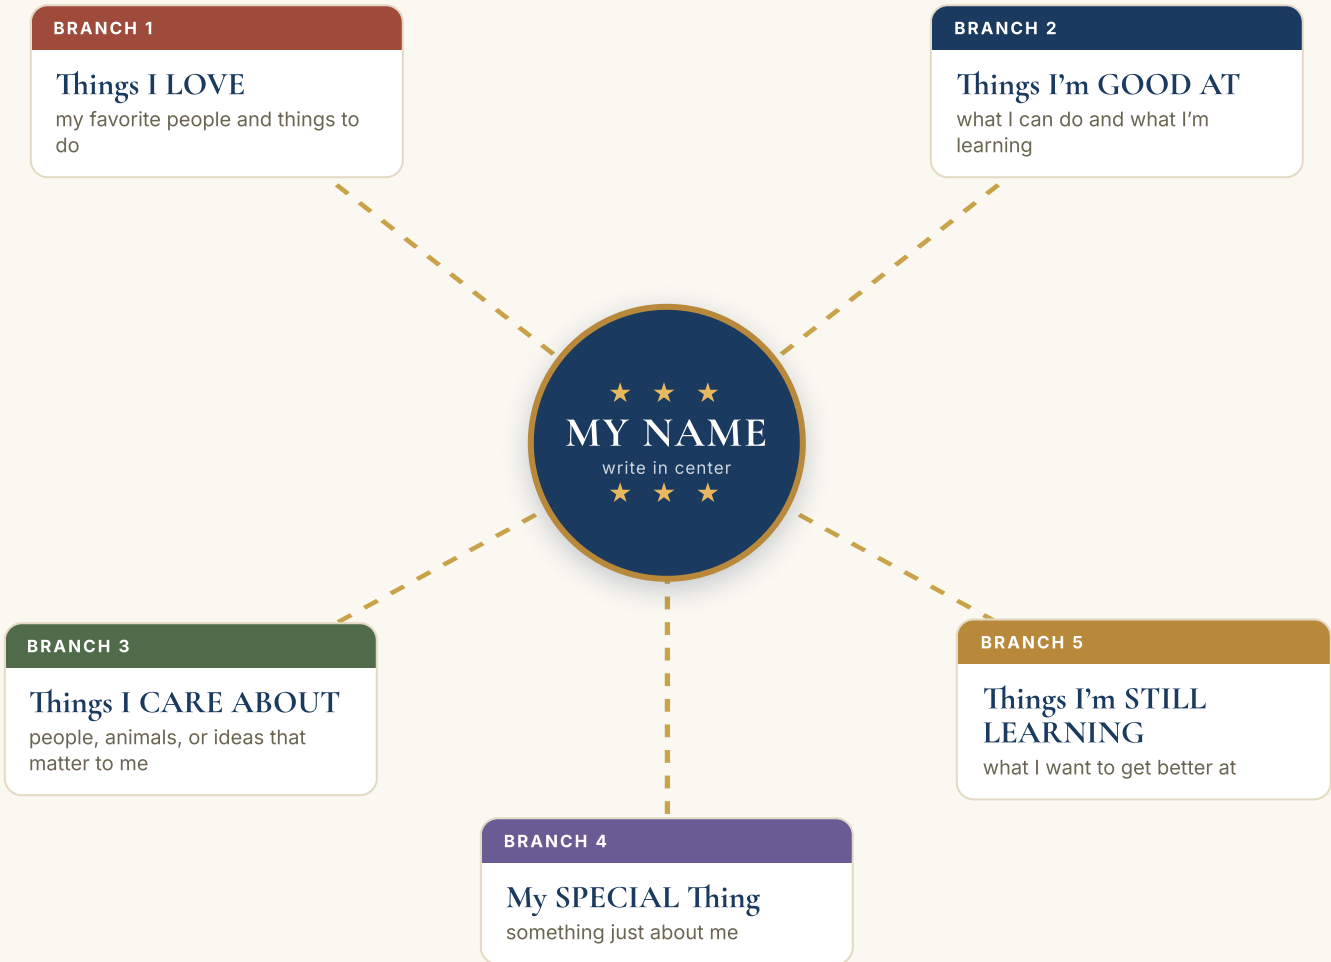 BRANCH 1
Things I LOVE
my favorite people and things to
do
BRANCH 2
Things I’m GOOD AT
what I can do and what I’m
learning
★ ★ ★
MY NAME
write in center
★ ★ ★
BRANCH 3
Things I CARE ABOUT
people, animals, or ideas that
matter to me
BRANCH 4
My SPECIAL Thing
something just about me
BRANCH 5
Things I’m STILL
LEARNING
what I want to get better at